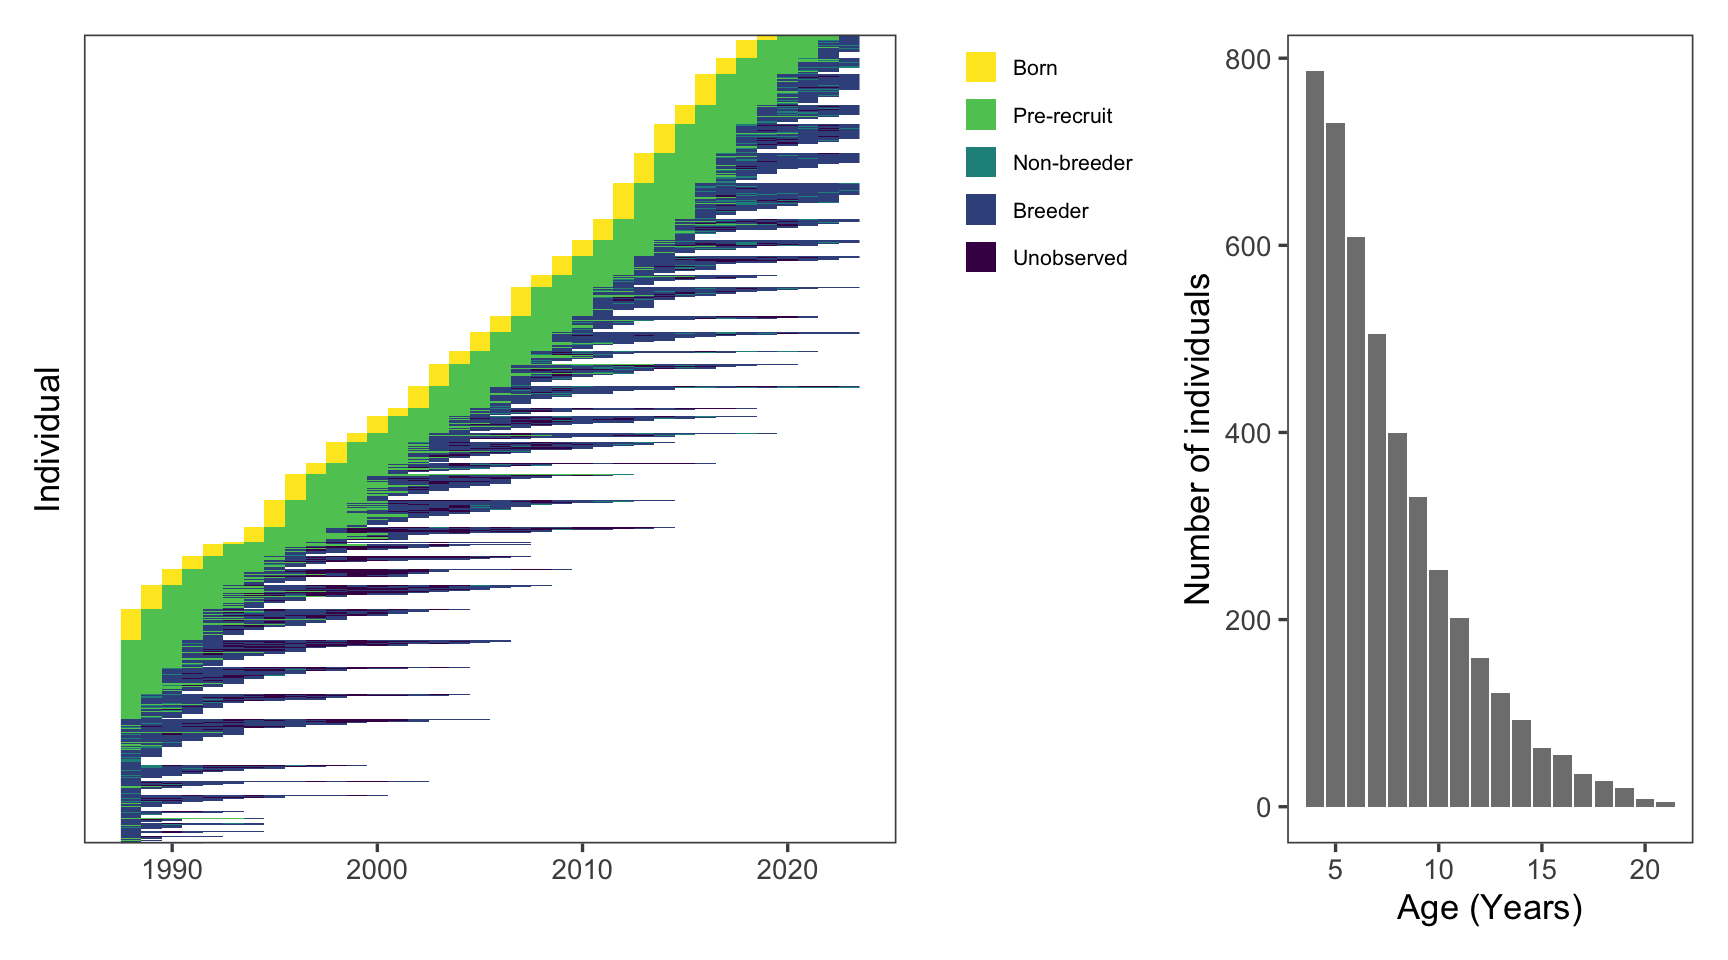 Individual
1990 2000 2010 2020
Born
Pre-recruit
Non-breeder
Breeder
Unobserved
Number of individuals
800
600
400
200
0
5 10 15 20
Age (Years)